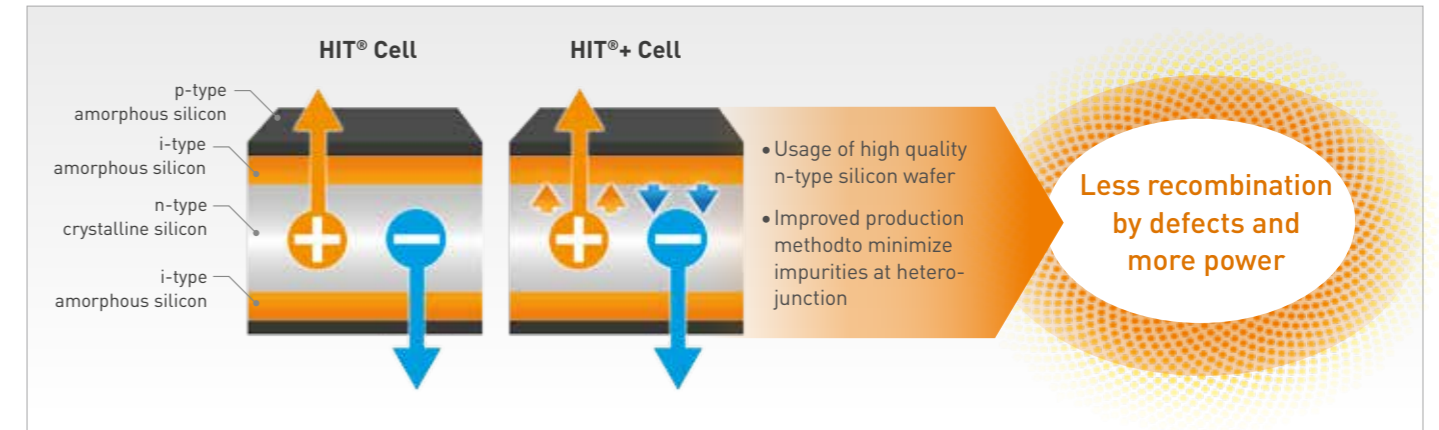 HIT® Cell
HIT®+ Cell
p-type
amorphous silicon
i-type
amorphous silicon
n-type
crystalline silicon
i-type
amorphous silicon
• Usage of high quality
n-type silicon wafer
• Improved production
methodto minimize
impurities at hetero-
junction
Less recombination
by defects and
more power